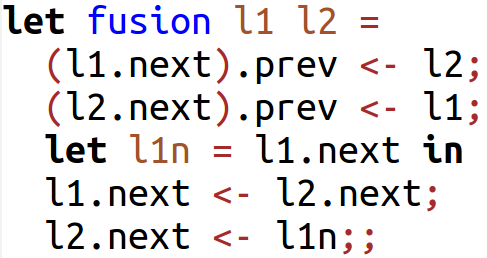 let fusion l1 l2 =
  (l1.next).prev <- l2;
  (l2.next).prev <- l1;
  let l1n = l1.next in
  l1.next <- l2.next;
  l2.next <- l1n;;